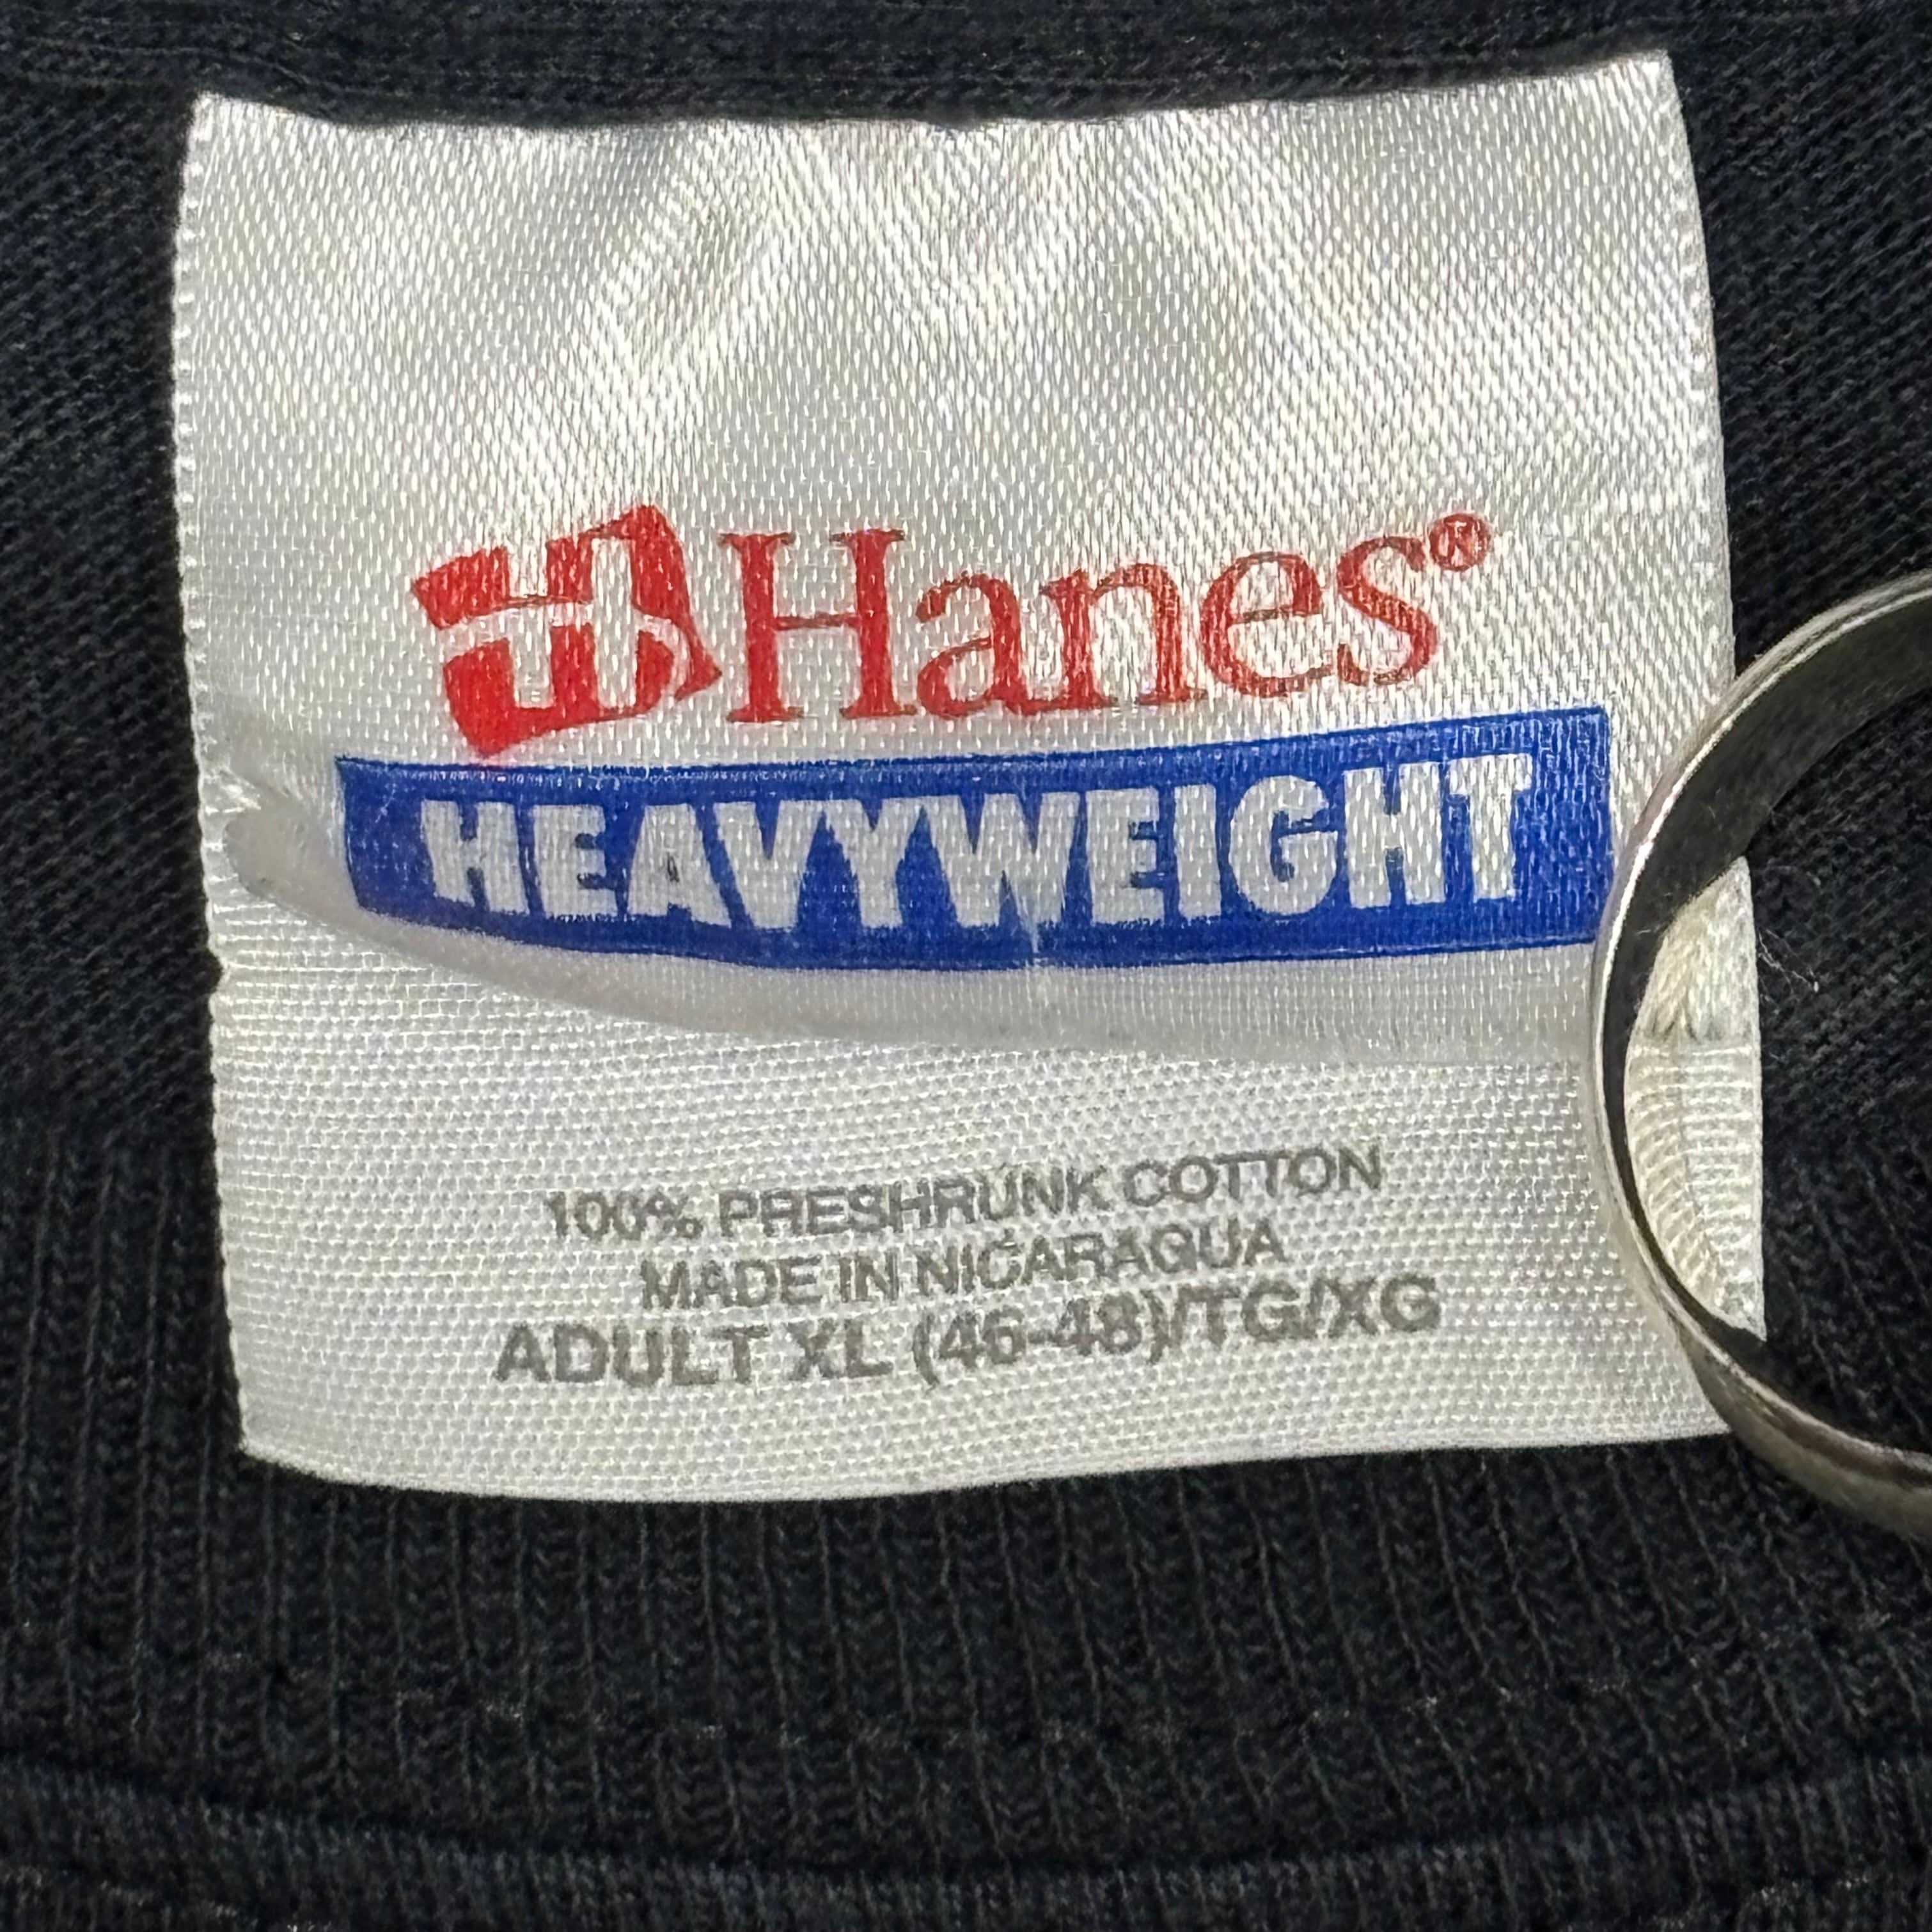 Hanes®
HEAVYWEIGHT
100% PRESHRUNK COTTON
MADE IN NICARAGUA
ADULT XL (46-48)/TG/XG